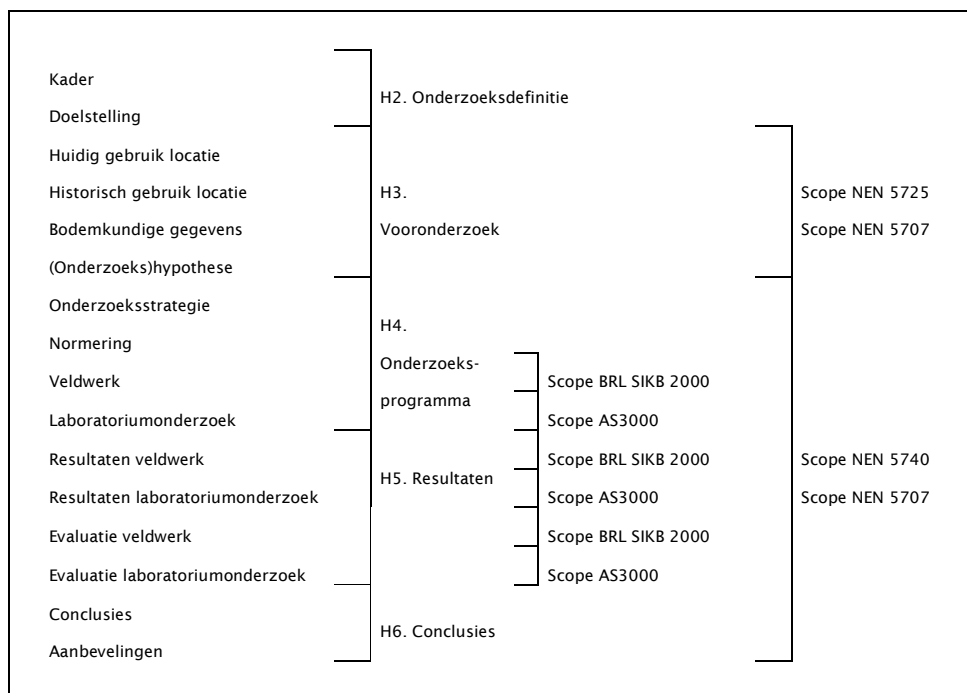 Kader
H2. Onderzoeksdefinitie
Doelstelling
Huidig gebruik locatie
Historisch gebruik locatie
H3.
Scope NEN 5725
Bodemkundige gegevens
Vooronderzoek
Scope NEN 5707
(Onderzoeks)hypothese
Onderzoeksstrategie
H4.
Normering
Onderzoeks-
Veldwerk
Scope BRL SIKB 2000
programma
Laboratoriumonderzoek
Scope AS3000
Resultaten veldwerk
H5. Resultaten
Scope BRL SIKB 2000
Scope NEN 5740
Resultaten laboratoriumonderzoek
Scope AS3000
Scope NEN 5707
Evaluatie veldwerk
Scope BRL SIKB 2000
Evaluatie laboratoriumonderzoek
Scope AS3000
Conclusies
H6. Conclusies
Aanbevelingen